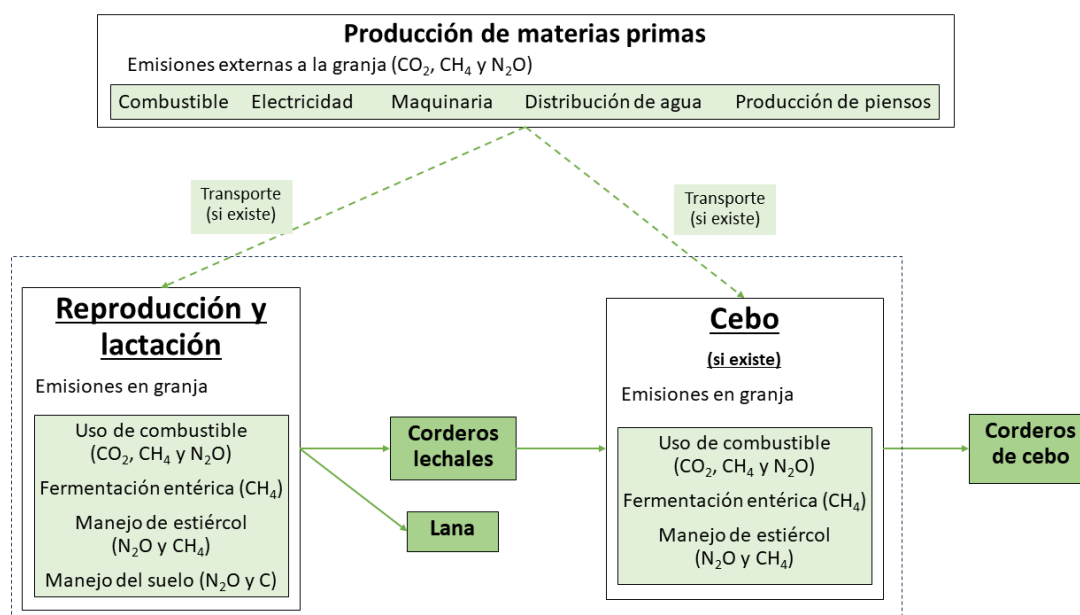 Producción de materias primas
Emisiones externas a la granja (CO₂, CH₄ y N₂O)
Combustible Electricidad Maquinaria Distribución de agua Producción de piensos
Transporte
(si existe)
Transporte
(si existe)
Reproducción y
lactación
Emisiones en granja
Uso de combustible
(CO₂, CH₄ y N₂O)
Fermentación entérica (CH₄)
Manejo de estiércol
(N₂O y CH₄)
Manejo del suelo (N₂O y C)
Corderos
lechales
Lana
Cebo
(si existe)
Emisiones en granja
Uso de combustible
(CO₂, CH₄ y N₂O)
Fermentación entérica (CH₄)
Manejo de estiércol
(N₂O y CH₄)
Corderos
de cebo